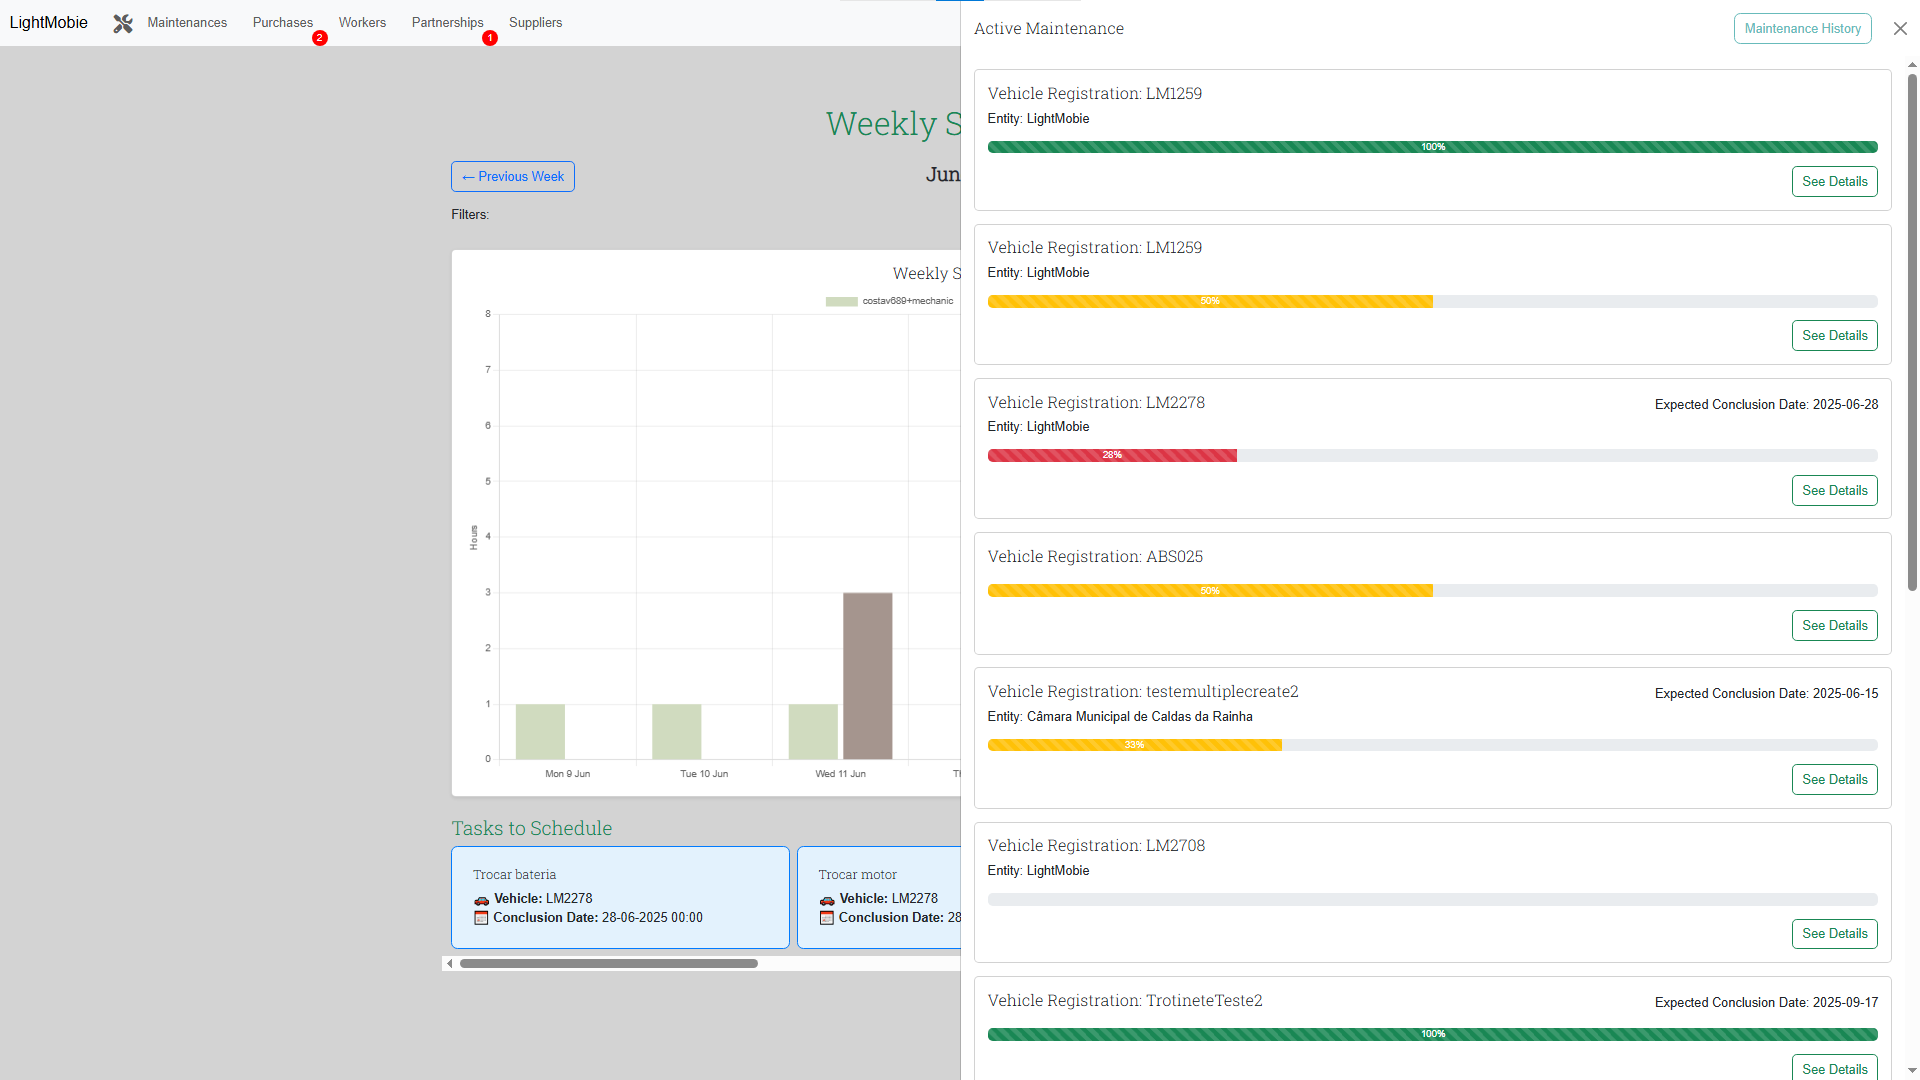 LightMobie
Maintenances
Purchases
2
Workers
Partnerships
1
Suppliers
Weekly S
← Previous Week
Jun
Filters:
Weekly S
costav689+mechanic
8
7
6
5
4
3
2
1
0
Hours
Mon 9 Jun
Tue 10 Jun
Wed 11 Jun
Th
Tasks to Schedule
Trocar bateria
Vehicle: LM2278
Conclusion Date: 28-06-2025 00:00
Trocar motor
Vehicle: LM2278
Conclusion Date: 28
Active Maintenance
Maintenance History
Vehicle Registration: LM1259
Entity: LightMobie
100%
See Details
Vehicle Registration: LM1259
Entity: LightMobie
50%
See Details
Vehicle Registration: LM2278
Expected Conclusion Date: 2025-06-28
Entity: LightMobie
28%
See Details
Vehicle Registration: ABS025
50%
See Details
Vehicle Registration: testemultiplecreate2
Expected Conclusion Date: 2025-06-15
Entity: Câmara Municipal de Caldas da Rainha
33%
See Details
Vehicle Registration: LM2708
Entity: LightMobie
See Details
Vehicle Registration: TrotineteTeste2
Expected Conclusion Date: 2025-09-17
100%
See Details